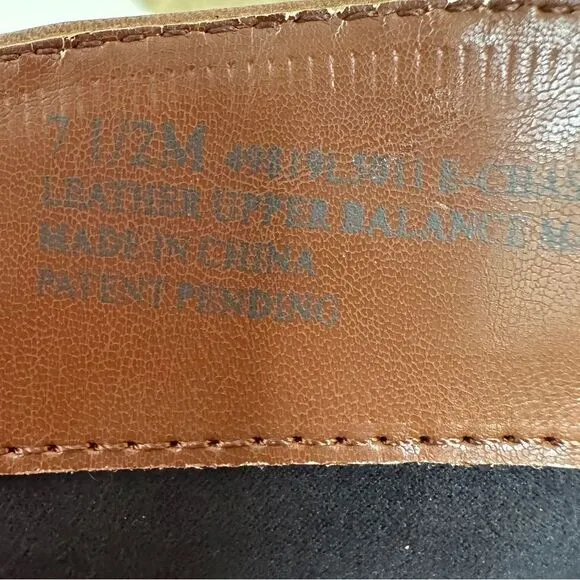 7 1/2M
LEATHER UPPER BALANCE M
MADE IN CHINA
PATENT PENDING